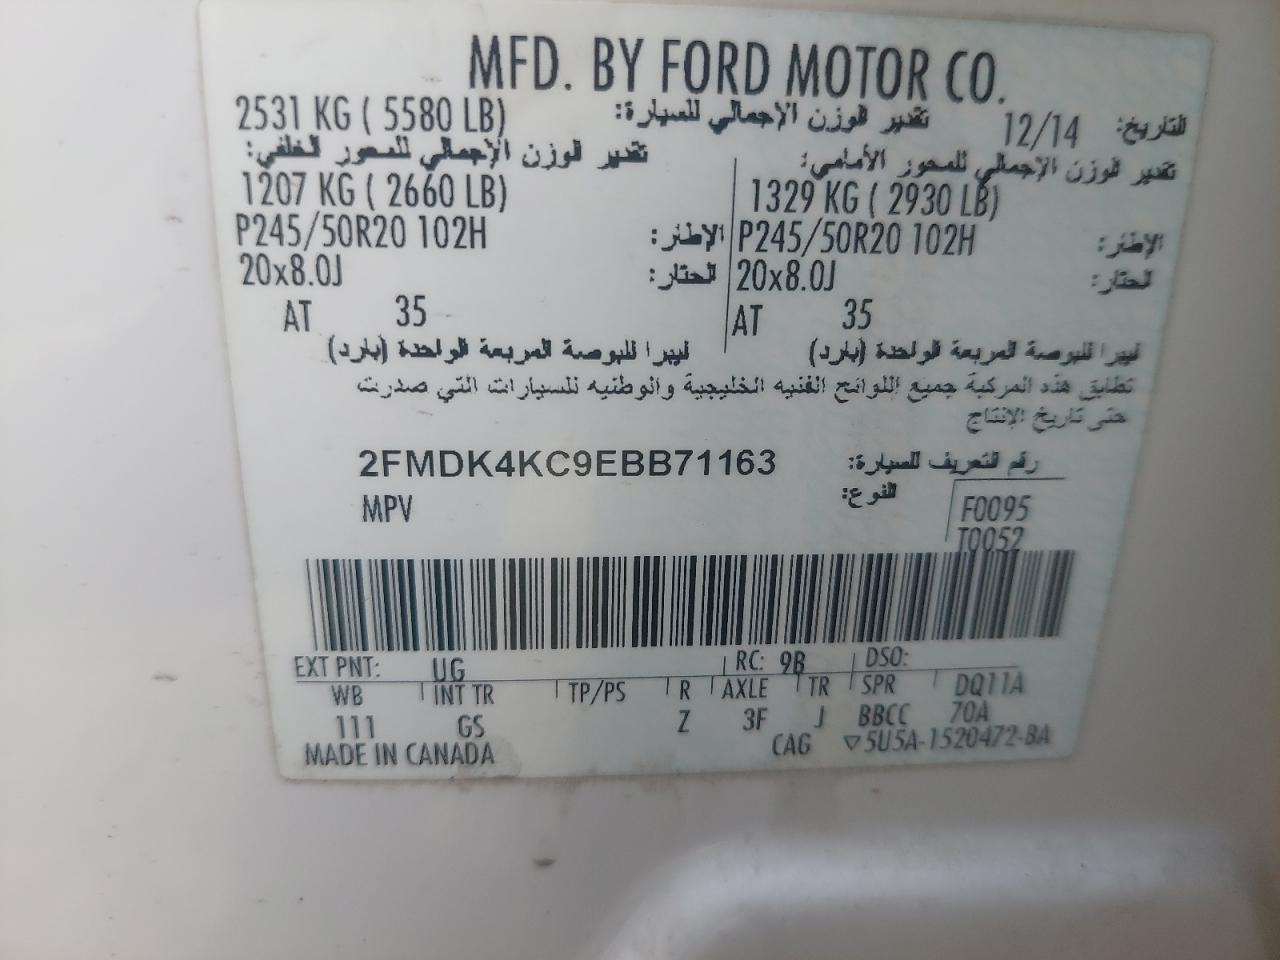 MFD. BY FORD MOTOR CO.
التاريخ: 12/14 تقدير الوزن الإجمالي للسيارة: 2531 KG ( 5580 LB)
تقدير الوزن الإجمالي للمحور الأمامي: تقدير الوزن الإجمالي للمحور الخلفي:
1329 KG ( 2930 LB) 1207 KG ( 2660 LB)
الإطار: P245/50R20 102H الإطار: P245/50R20 102H
الحتار: 20x8.0J الحتار: 20x8.0J
AT 35 AT 35
ليبرا للبوصة المربعة الواحدة (بارد) ليبرا للبوصة المربعة الواحدة (بارد)
تطابق هذه المركبة جميع اللوائح الفنيه الخليجية والوطنيه للسيارات التي صدرت
حتى تاريخ الإنتاج
رقم التعريف للسيارة: 2FMDK4KC9EBB71163
النوع: MPV
F0095
T0052
EXT PNT: UG RC: 9B DSO:
WB INT TR TP/PS R AXLE TR SPR DQ11A
111 GS Z 3F J BBCC 70A
MADE IN CANADA CAG ▽5U5A-1520472-BA